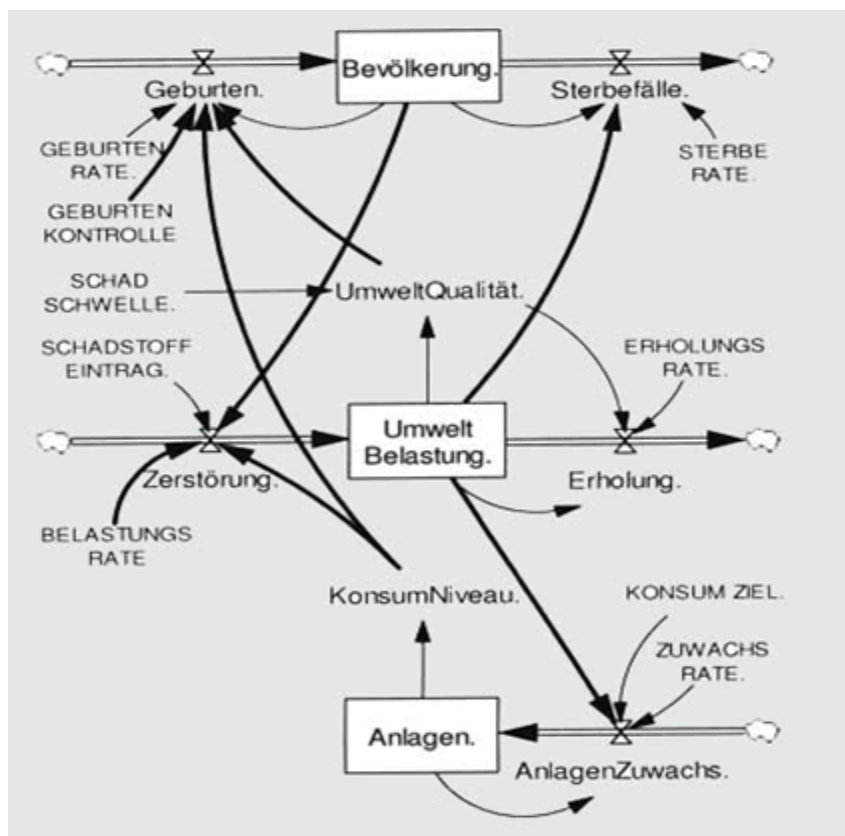 Bevölkerung.
Geburten.
Sterbefälle.
GEBURTEN
RATE.
STERBE
RATE.
GEBURTEN
KONTROLLE
SCHAD
SCHWELLE.
UmweltQualität.
SCHADSTOFF
EINTRAG.
ERHOLUNGS
RATE.
Umwelt
Belastung.
Zerstörung.
Erholung.
BELASTUNGS
RATE
KonsumNiveau.
KONSUM ZIEL.
ZUWACHS
RATE.
Anlagen.
AnlagenZuwachs.